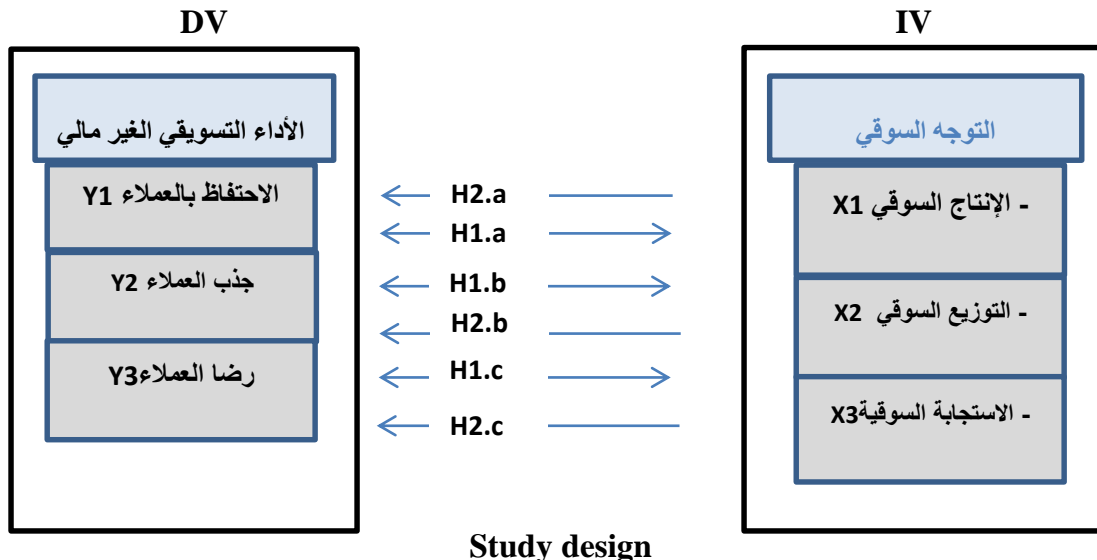 DV
IV
الأداء التسويقي الغير مالي
التوجه السوقي
الاحتفاظ بالعملاء Y1
جذب العملاء Y2
رضا العملاءY3
H2.a
H1.a
H1.b
H2.b
H1.c
H2.c
- الإنتاج السوقي X1
- التوزيع السوقي X2
- الاستجابة السوقيةX3
Study design